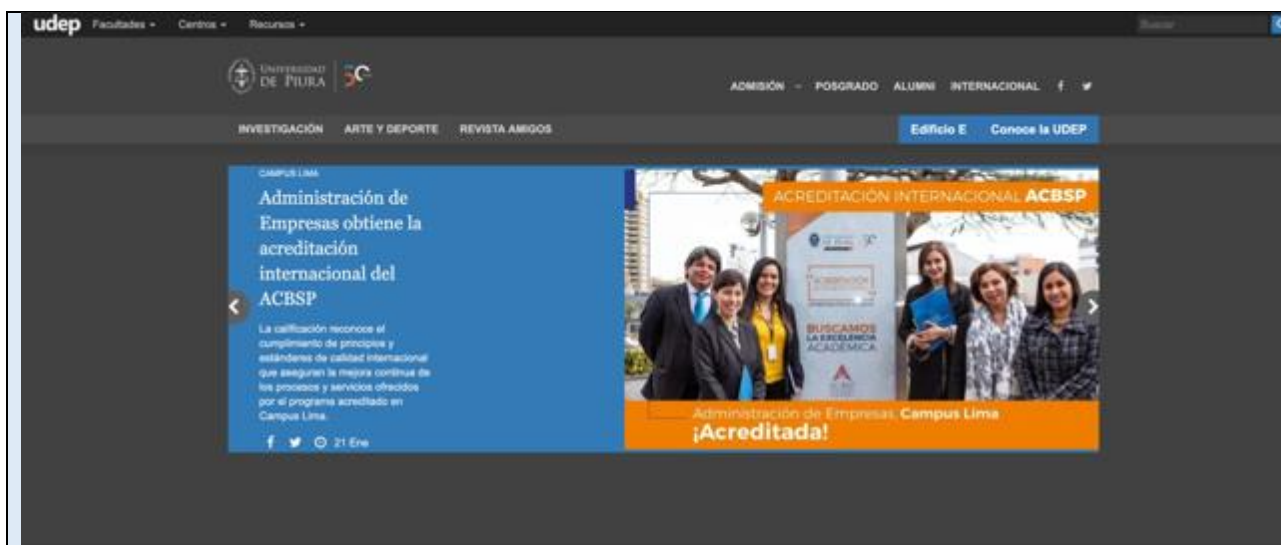 udep Facultades Centros Recursos Buscar
UNIVERSIDAD
DE PIURA 50
ADMISIÓN POSGRADO ALUMNI INTERNACIONAL
INVESTIGACIÓN ARTE Y DEPORTE REVISTA AMIGOS Edificio E Conoce la UDEP
CAMPUS LIMA
Administración de
Empresas obtiene la
acreditación
internacional del
ACBSP
La calificación reconoce el
cumplimiento de principios y
estándares de calidad internacional
que aseguran la mejora continua de
los procesos y servicios ofrecidos
por el programa acreditado en
Campus Lima.
21 Ene
ACREDITACIÓN INTERNACIONAL ACBSP
ACREDITACIÓN
BUSCAMOS
LA EXCELENCIA
ACADÉMICA
Administración de Empresas, Campus Lima
¡Acreditada!